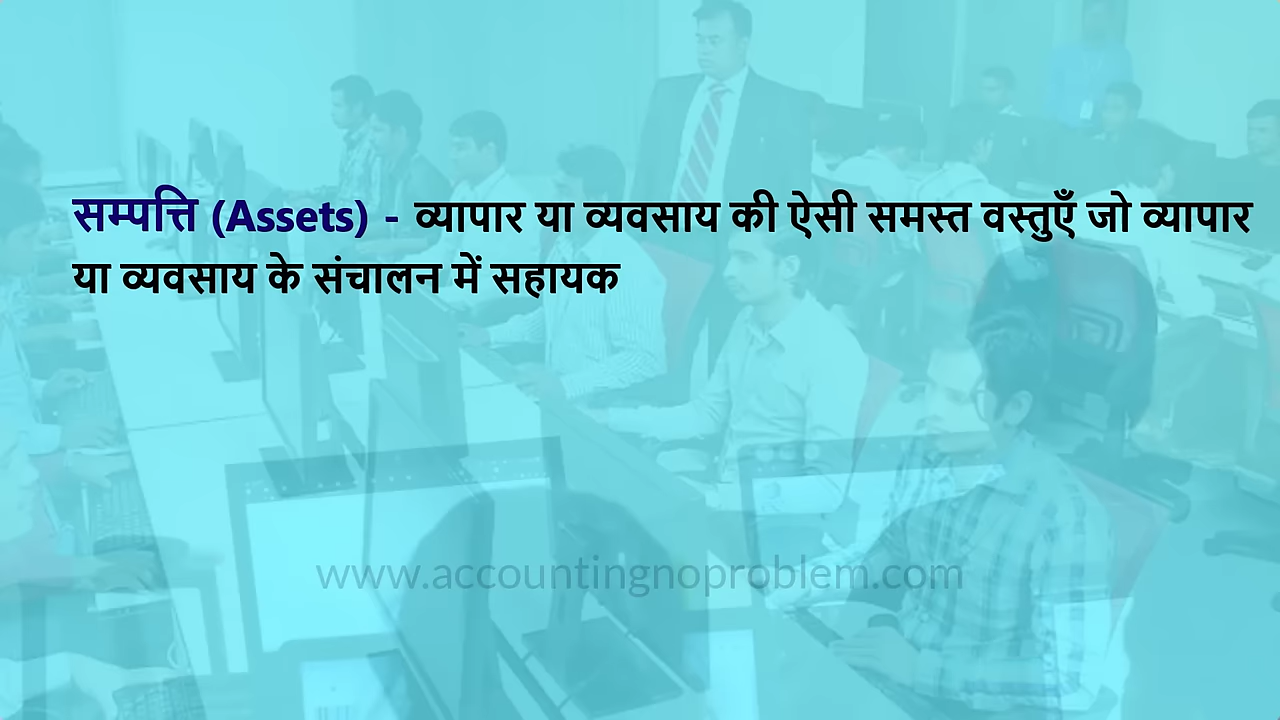 सम्पत्ति (Assets) - व्यापार या व्यवसाय की ऐसी समस्त वस्तुएँ जो व्यापार
या व्यवसाय के संचालन में सहायक
www.accountingnoproblem.com